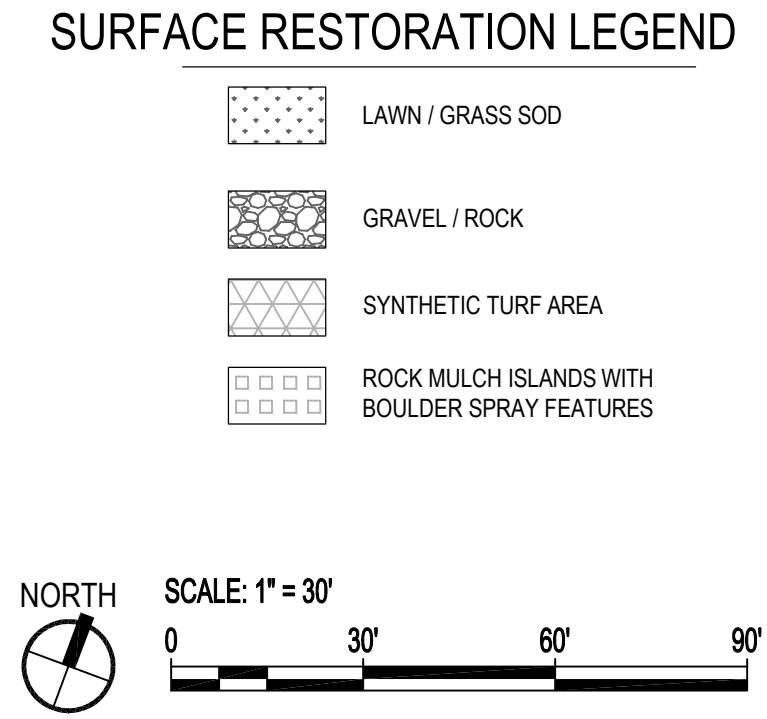 SURFACE RESTORATION LEGEND
LAWN / GRASS SOD
GRAVEL / ROCK
SYNTHETIC TURF AREA
ROCK MULCH ISLANDS WITH
BOULDER SPRAY FEATURES
NORTH
SCALE: 1" = 30'
0 30' 60' 90'